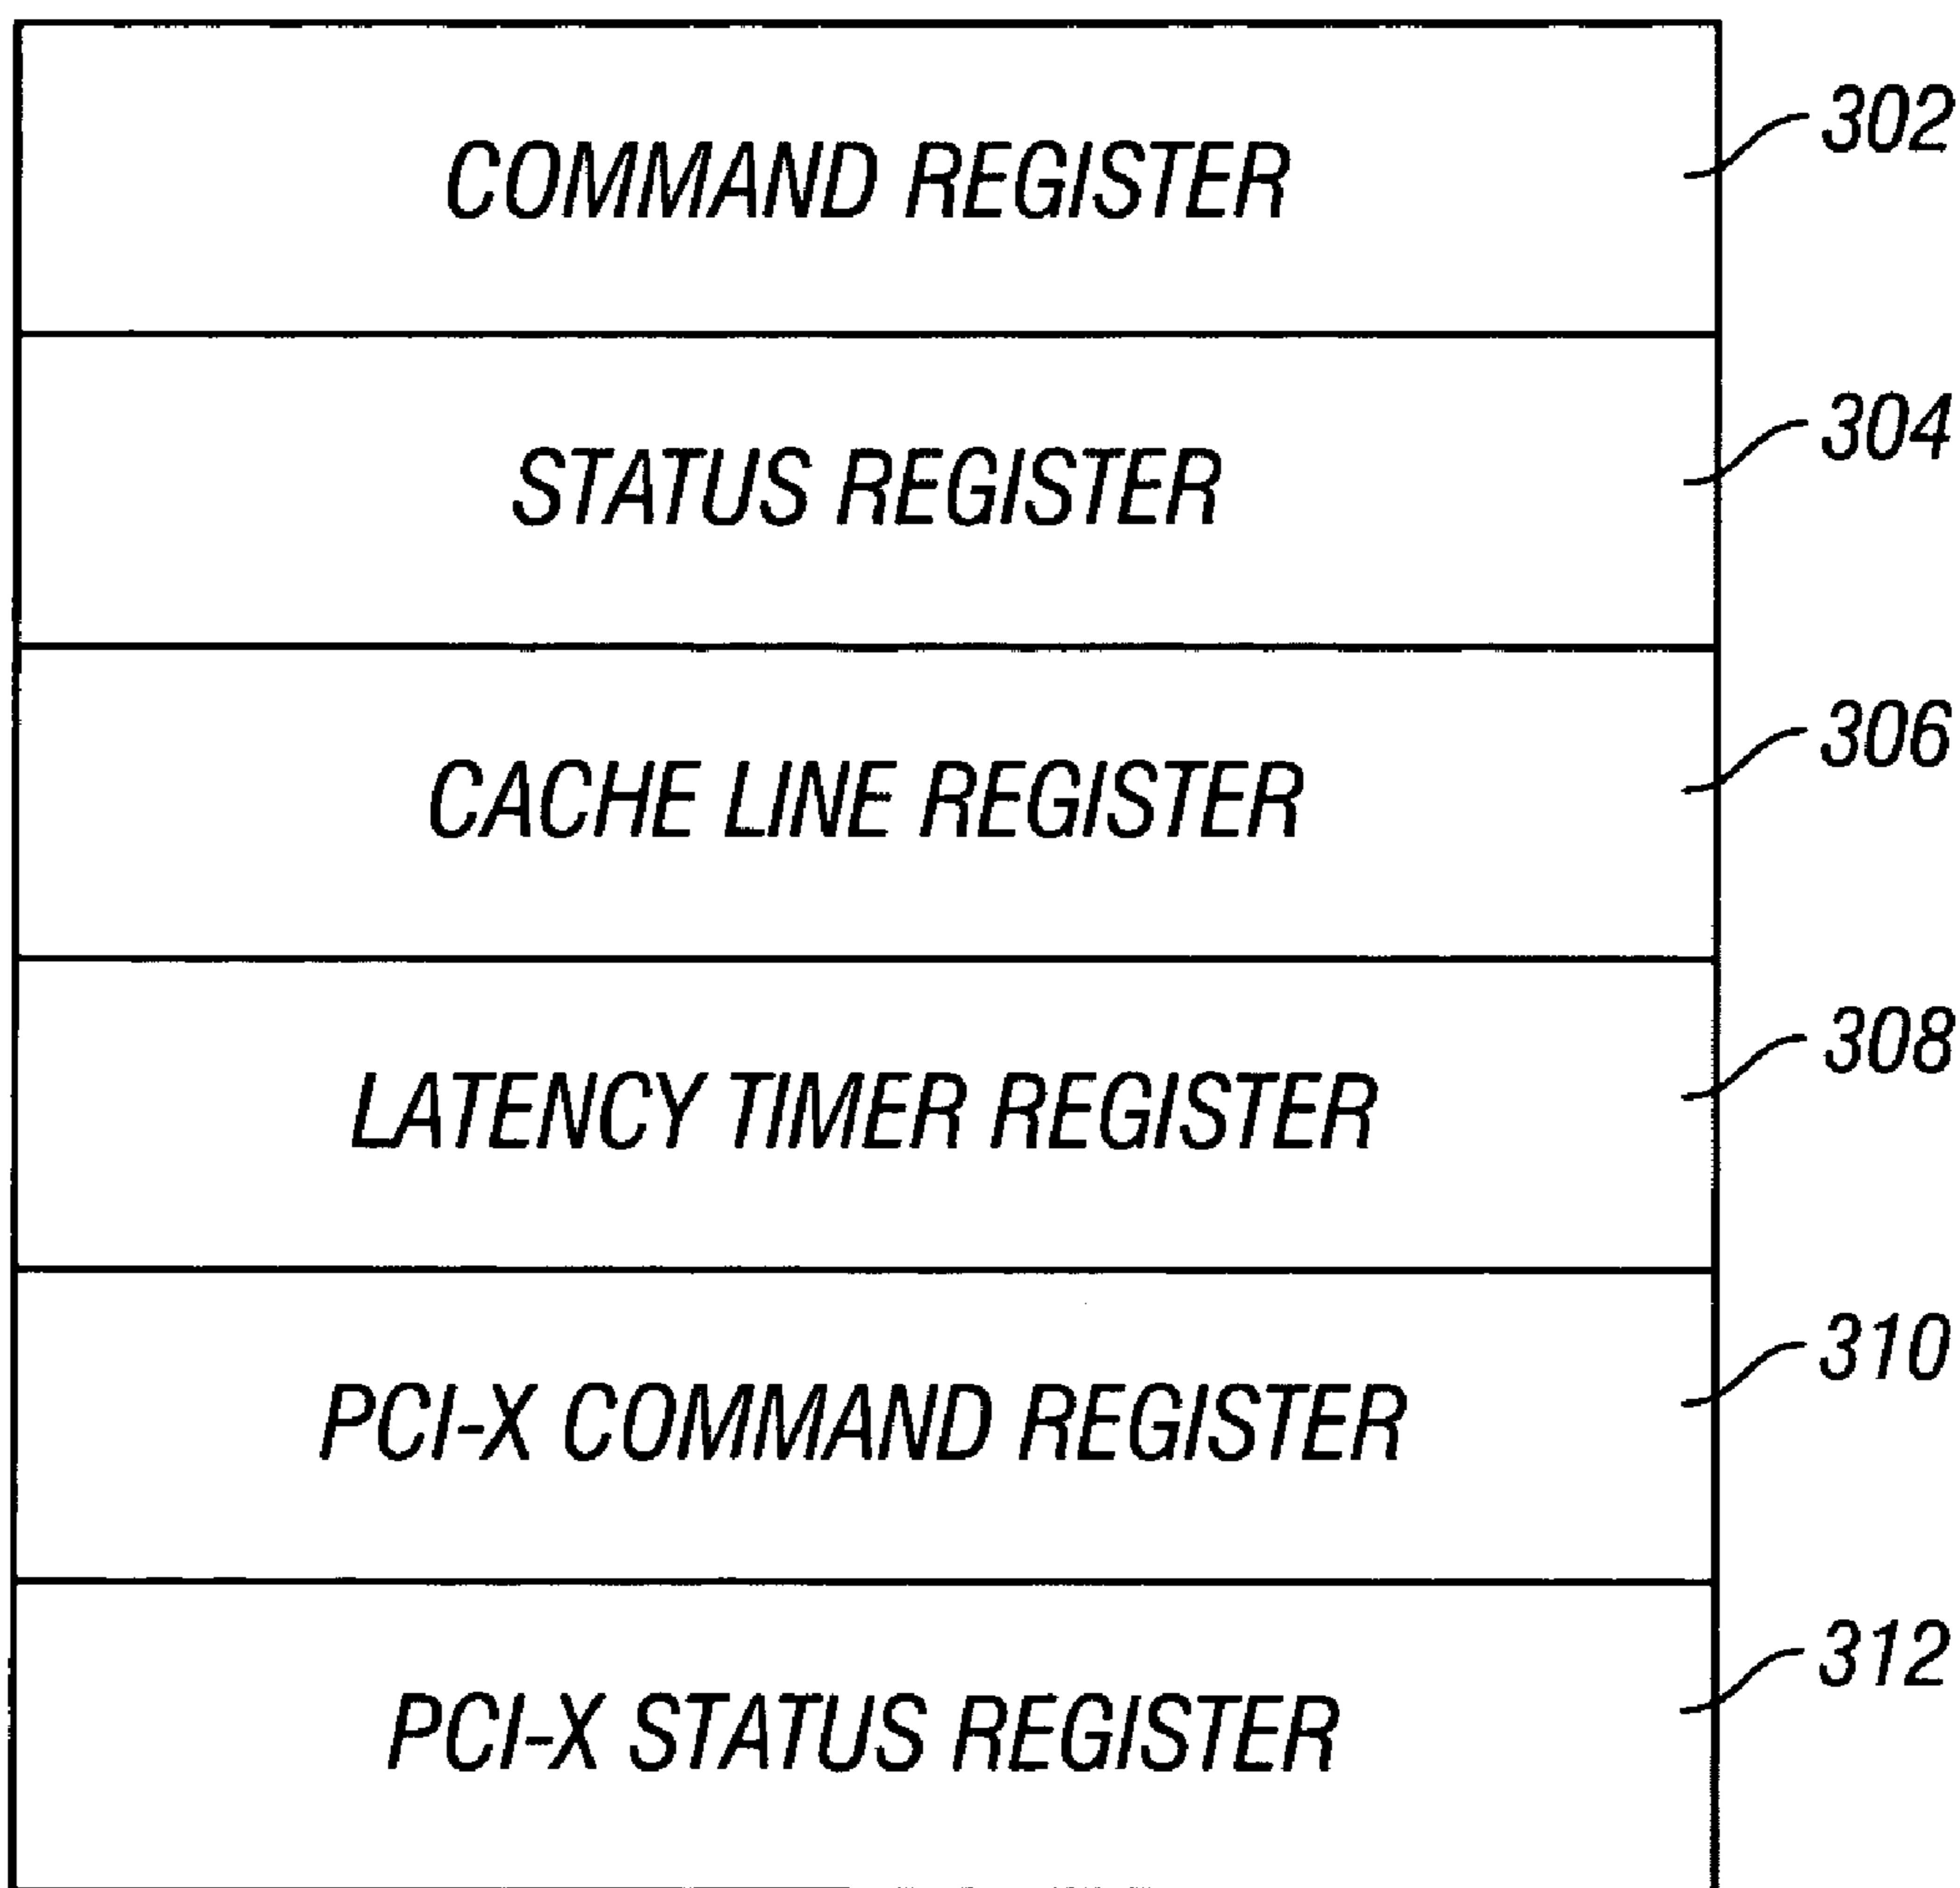 COMMAND REGISTER 302
STATUS REGISTER 304
CACHE LINE REGISTER 306
LATENCY TIMER REGISTER 308
PCI-X COMMAND REGISTER 310
PCI-X STATUS REGISTER 312